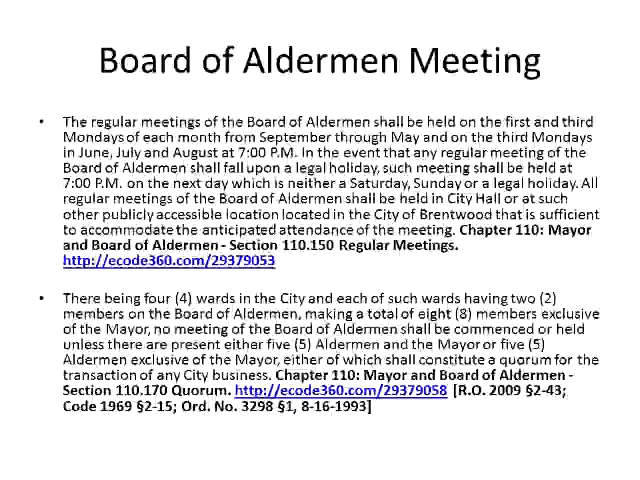 Board of Aldermen Meeting
• The regular meetings of the Board of Aldermen shall be held on the first and third
Mondays of each month from September through May and on the third Mondays
in June, July and August at 7:00 P.M. In the event that any regular meeting of the
Board of Aldermen shall fall upon a legal holiday, such meeting shall be held at
7:00 P.M. on the next day which is neither a Saturday, Sunday or a legal holiday. All
regular meetings of the Board of Aldermen shall be held in City Hall or at such
other publicly accessible location located in the City of Brentwood that is sufficient
to accommodate the anticipated attendance of the meeting. Chapter 110: Mayor
and Board of Aldermen - Section 110.150 Regular Meetings.
http://ecode360.com/29379053
• There being four (4) wards in the City and each of such wards having two (2)
members on the Board of Aldermen, making a total of eight (8) members exclusive
of the Mayor, no meeting of the Board of Aldermen shall be commenced or held
unless there are present either five (5) Aldermen and the Mayor or five (5)
Aldermen exclusive of the Mayor, either of which shall constitute a quorum for the
transaction of any City business. Chapter 110: Mayor and Board of Aldermen -
Section 110.170 Quorum. http://ecode360.com/29379058 [R.O. 2009 §2-43;
Code 1969 §2-15; Ord. No. 3298 §1, 8-16-1993]